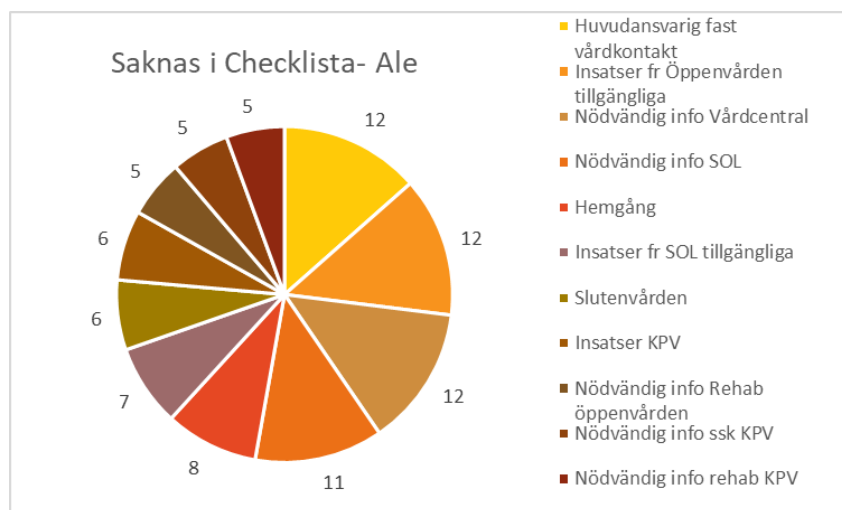 Saknas i Checklista- Ale
12
12
12
11
8
7
6
6
5
5
5
Huvudansvarig fast
vårdkontakt
Insatser fr Öppenvården
tillgängliga
Nödvändig info Vårdcentral
Nödvändig info SOL
Hemgång
Insatser fr SOL tillgängliga
Slutenvården
Insatser KPV
Nödvändig info Rehab
öppenvården
Nödvändig info ssk KPV
Nödvändig info rehab KPV